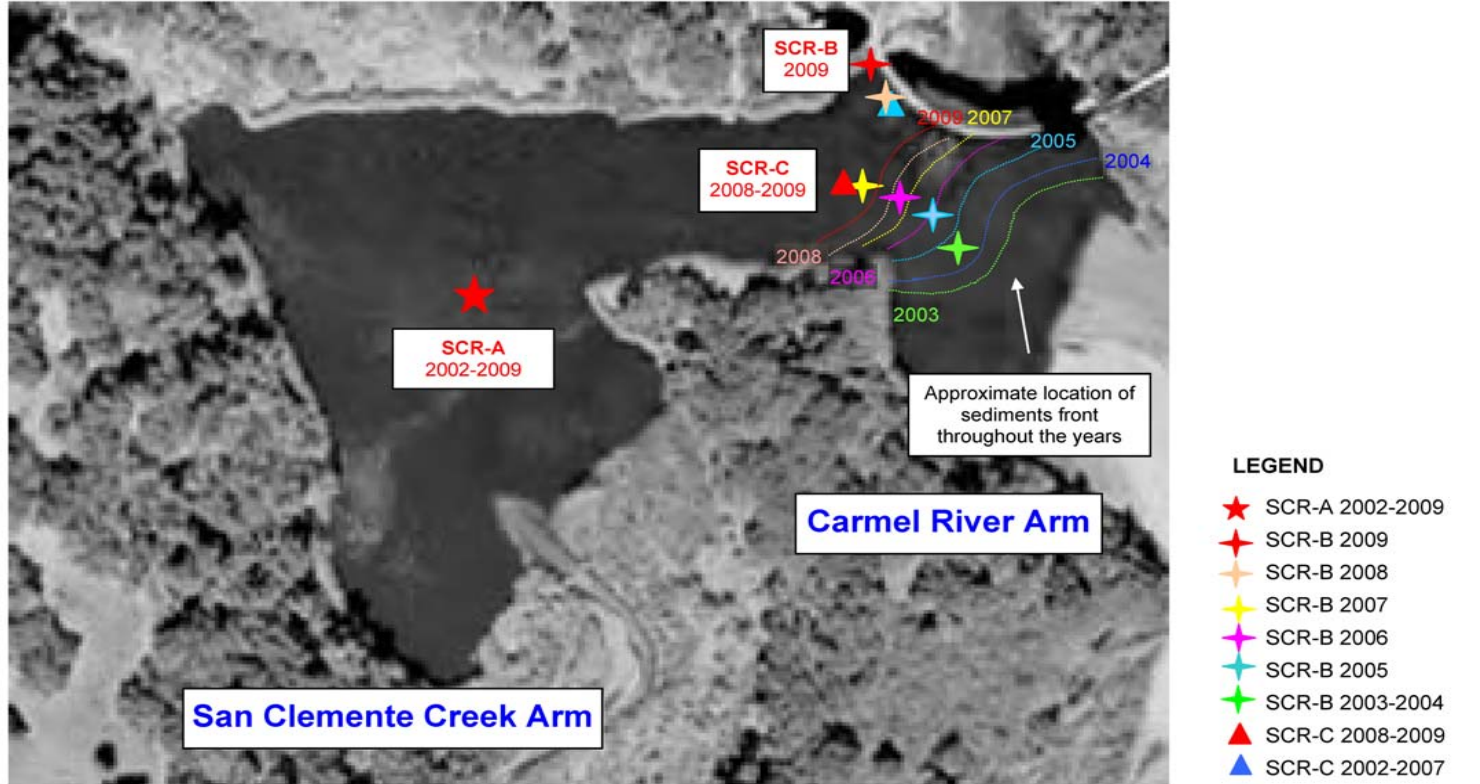 SCR-B
2009
2009
2007
2005
2004
SCR-C
2008-2009
2008
2006
2003
SCR-A
2002-2009
Approximate location of
sediments front
throughout the years
Carmel River Arm
San Clemente Creek Arm
LEGEND
SCR-A 2002-2009
SCR-B 2009
SCR-B 2008
SCR-B 2007
SCR-B 2006
SCR-B 2005
SCR-B 2003-2004
SCR-C 2008-2009
SCR-C 2002-2007